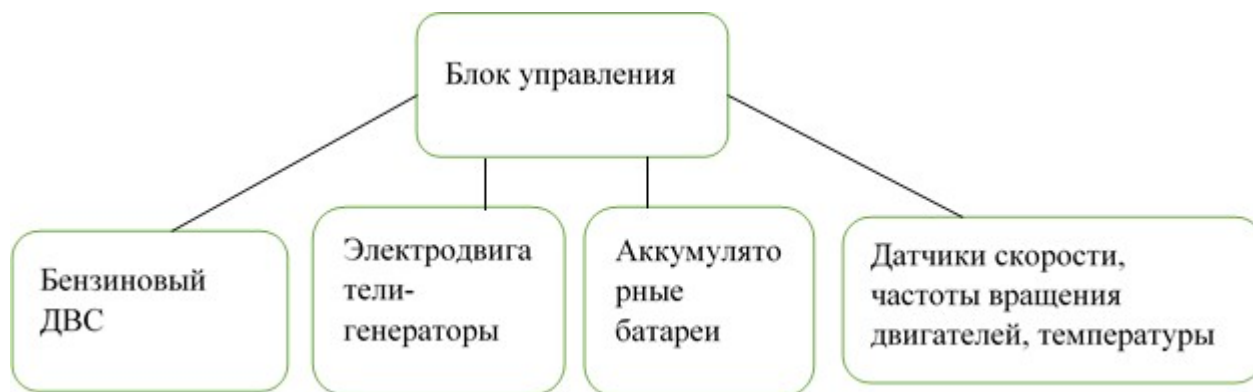 Блок управления
Бензиновый
ДВС
Электродвига
тели-
генераторы
Аккумулято
рные
батареи
Датчики скорости,
частоты вращения
двигателей, температуры